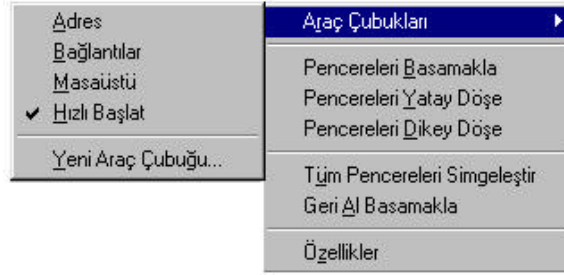 Adres
Bağlantılar
Masaüstü
Hızlı Başlat
Yeni Araç Çubuğu...
Araç Çubukları
Pencereleri Basamakla
Pencereleri Yatay Döşe
Pencereleri Dikey Döşe
Tüm Pencereleri Simgeleştir
Geri Al Basamakla
Özellikler